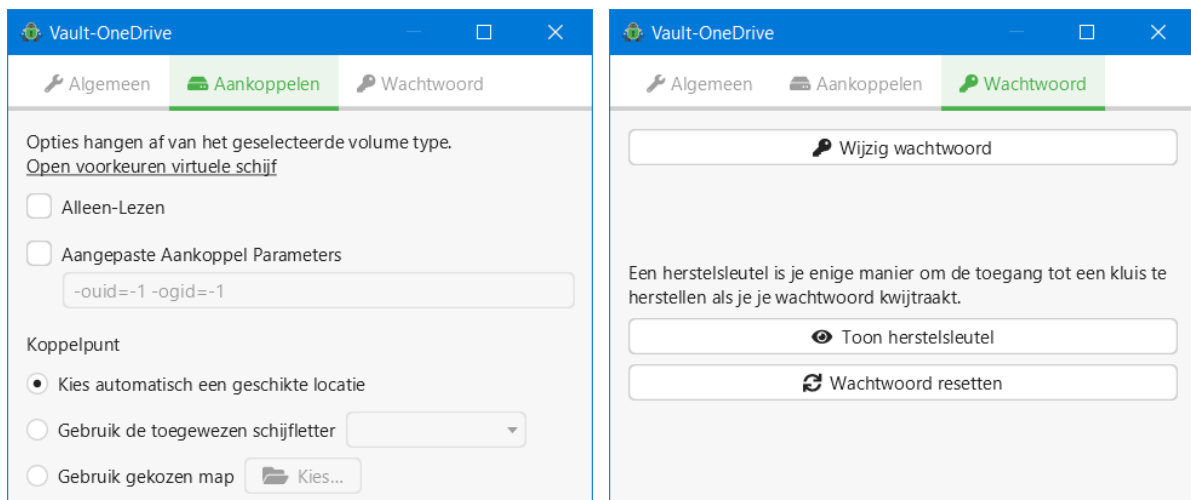 Vault-OneDrive
Algemeen Aankoppelen Wachtwoord
Opties hangen af van het geselecteerde volume type.
Open voorkeuren virtuele schijf
Alleen-Lezen
Aangepaste Aankoppel Parameters
-ouid=-1 -ogid=-1
Koppelpunt
Kies automatisch een geschikte locatie
Gebruik de toegewezen schijfletter
Gebruik gekozen map Kies...
Vault-OneDrive
Algemeen Aankoppelen Wachtwoord
Wijzig wachtwoord
Een herstelsleutel is je enige manier om de toegang tot een kluis te
herstellen als je je wachtwoord kwijtraakt.
Toon herstelsleutel
Wachtwoord resetten